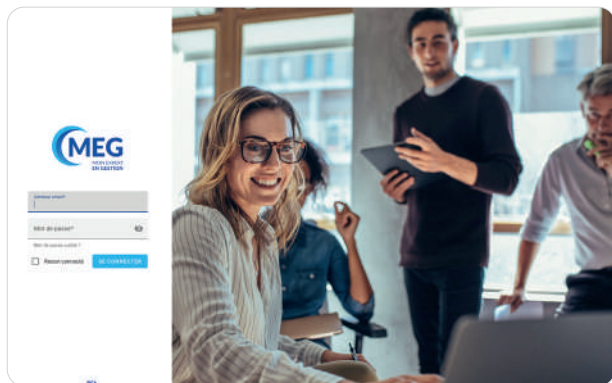 MEG
MON EXPERT
EN GESTION
Adresse email*
Mot de passe*
Mot de passe oublié ?
Rester connecté
SE CONNECTER